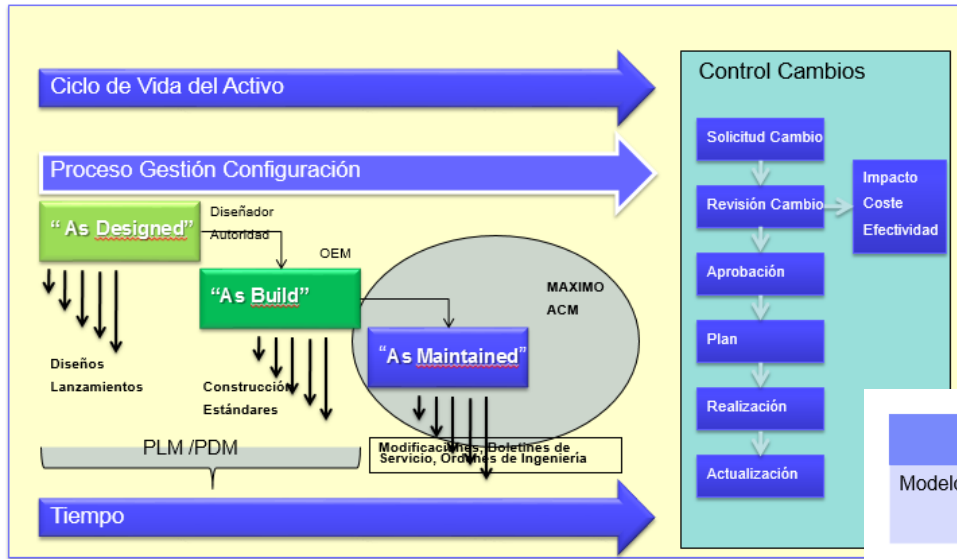 Ciclo de Vida del Activo
Proceso Gestión Configuración
“ As Designed”
Diseñador
Autoridad
OEM
“As Build”
MAXIMO
ACM
“As Maintained”
Diseños
Lanzamientos
Construcción
Estándares
PLM /PDM
Modificaciones, Boletines de
Servicio, Ordenes de Ingeniería
Tiempo
Control Cambios
Solicitud Cambio
Revisión Cambio
Impacto
Coste
Efectividad
Aprobación
Plan
Realización
Actualización